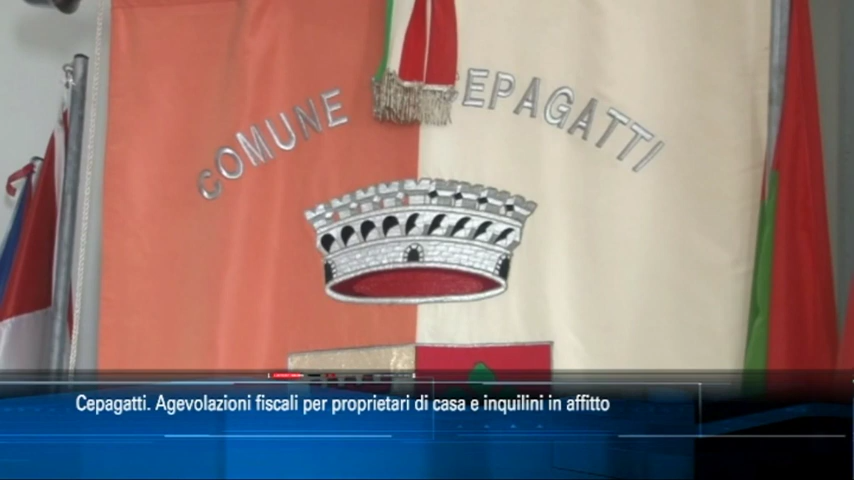 COMUNE EPAGATTI
Cepagatti. Agevolazioni fiscali per proprietari di casa e inquilini in affitto